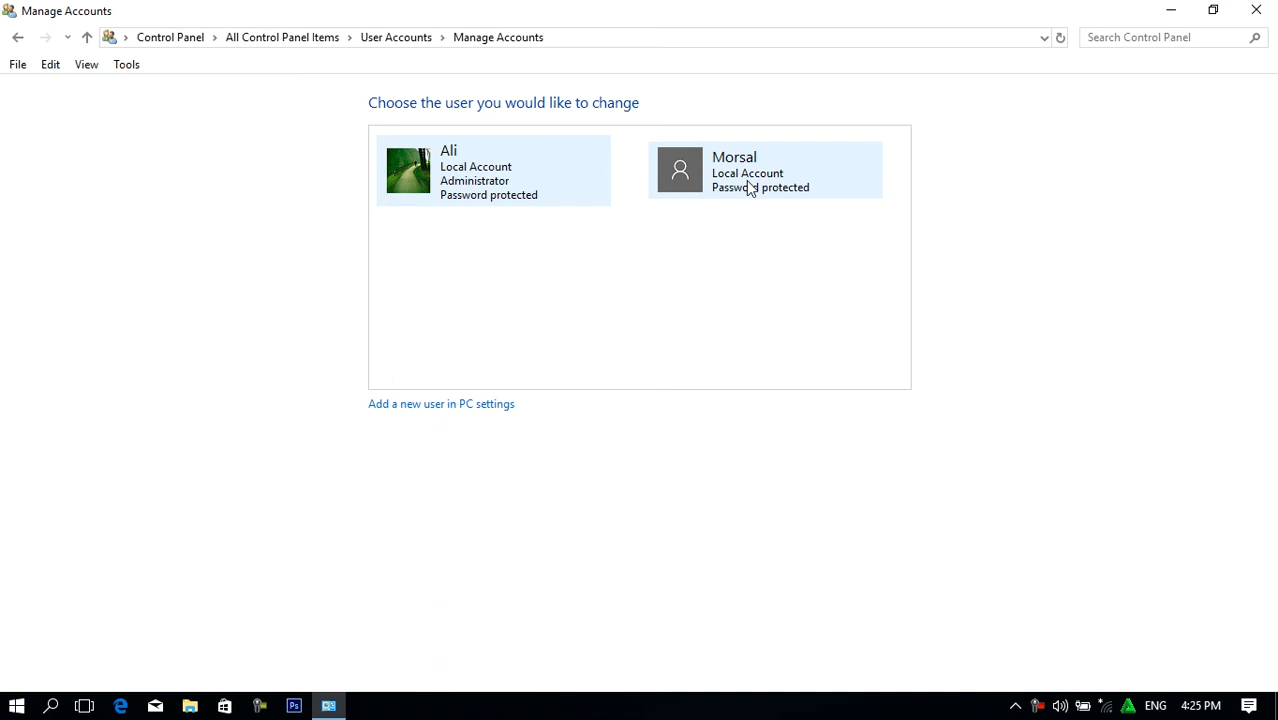 Manage Accounts
Control Panel > All Control Panel Items > User Accounts > Manage Accounts
Search Control Panel
File Edit View Tools
Choose the user you would like to change
Ali
Local Account
Administrator
Password protected
Morsal
Local Account
Password protected
Add a new user in PC settings
Ps
ENG 4:25 PM